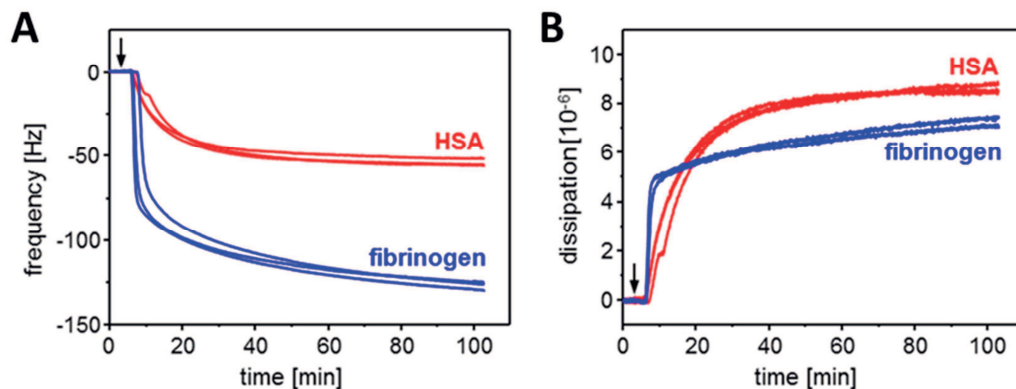 A
frequency [Hz]
0
-50
-100
-150
HSA
fibrinogen
0 20 40 60 80 100
time [min]
B
dissipation [10-6]
10
8
6
4
2
0
HSA
fibrinogen
0 20 40 60 80 100
time [min]